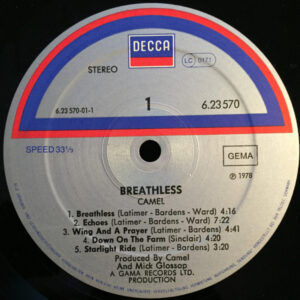 DECCA
STEREO
LC 0171
6.23 570-01-1
1
6.23 570
SPEED 33⅓
GEMA
℗ 1978
BREATHLESS
CAMEL
1. Breathless (Latimer - Bardens - Ward) 4:16
2. Echoes (Latimer - Bardens - Ward) 7:22
3. Wing And A Prayer (Latimer - Bardens) 4:41
4. Down On The Farm (Sinclair) 4:40
5. Starlight Ride (Latimer - Bardens) 3:20
Produced By Camel
And Mick Glossop
A GAMA RECORDS LTD.
PRODUCTION